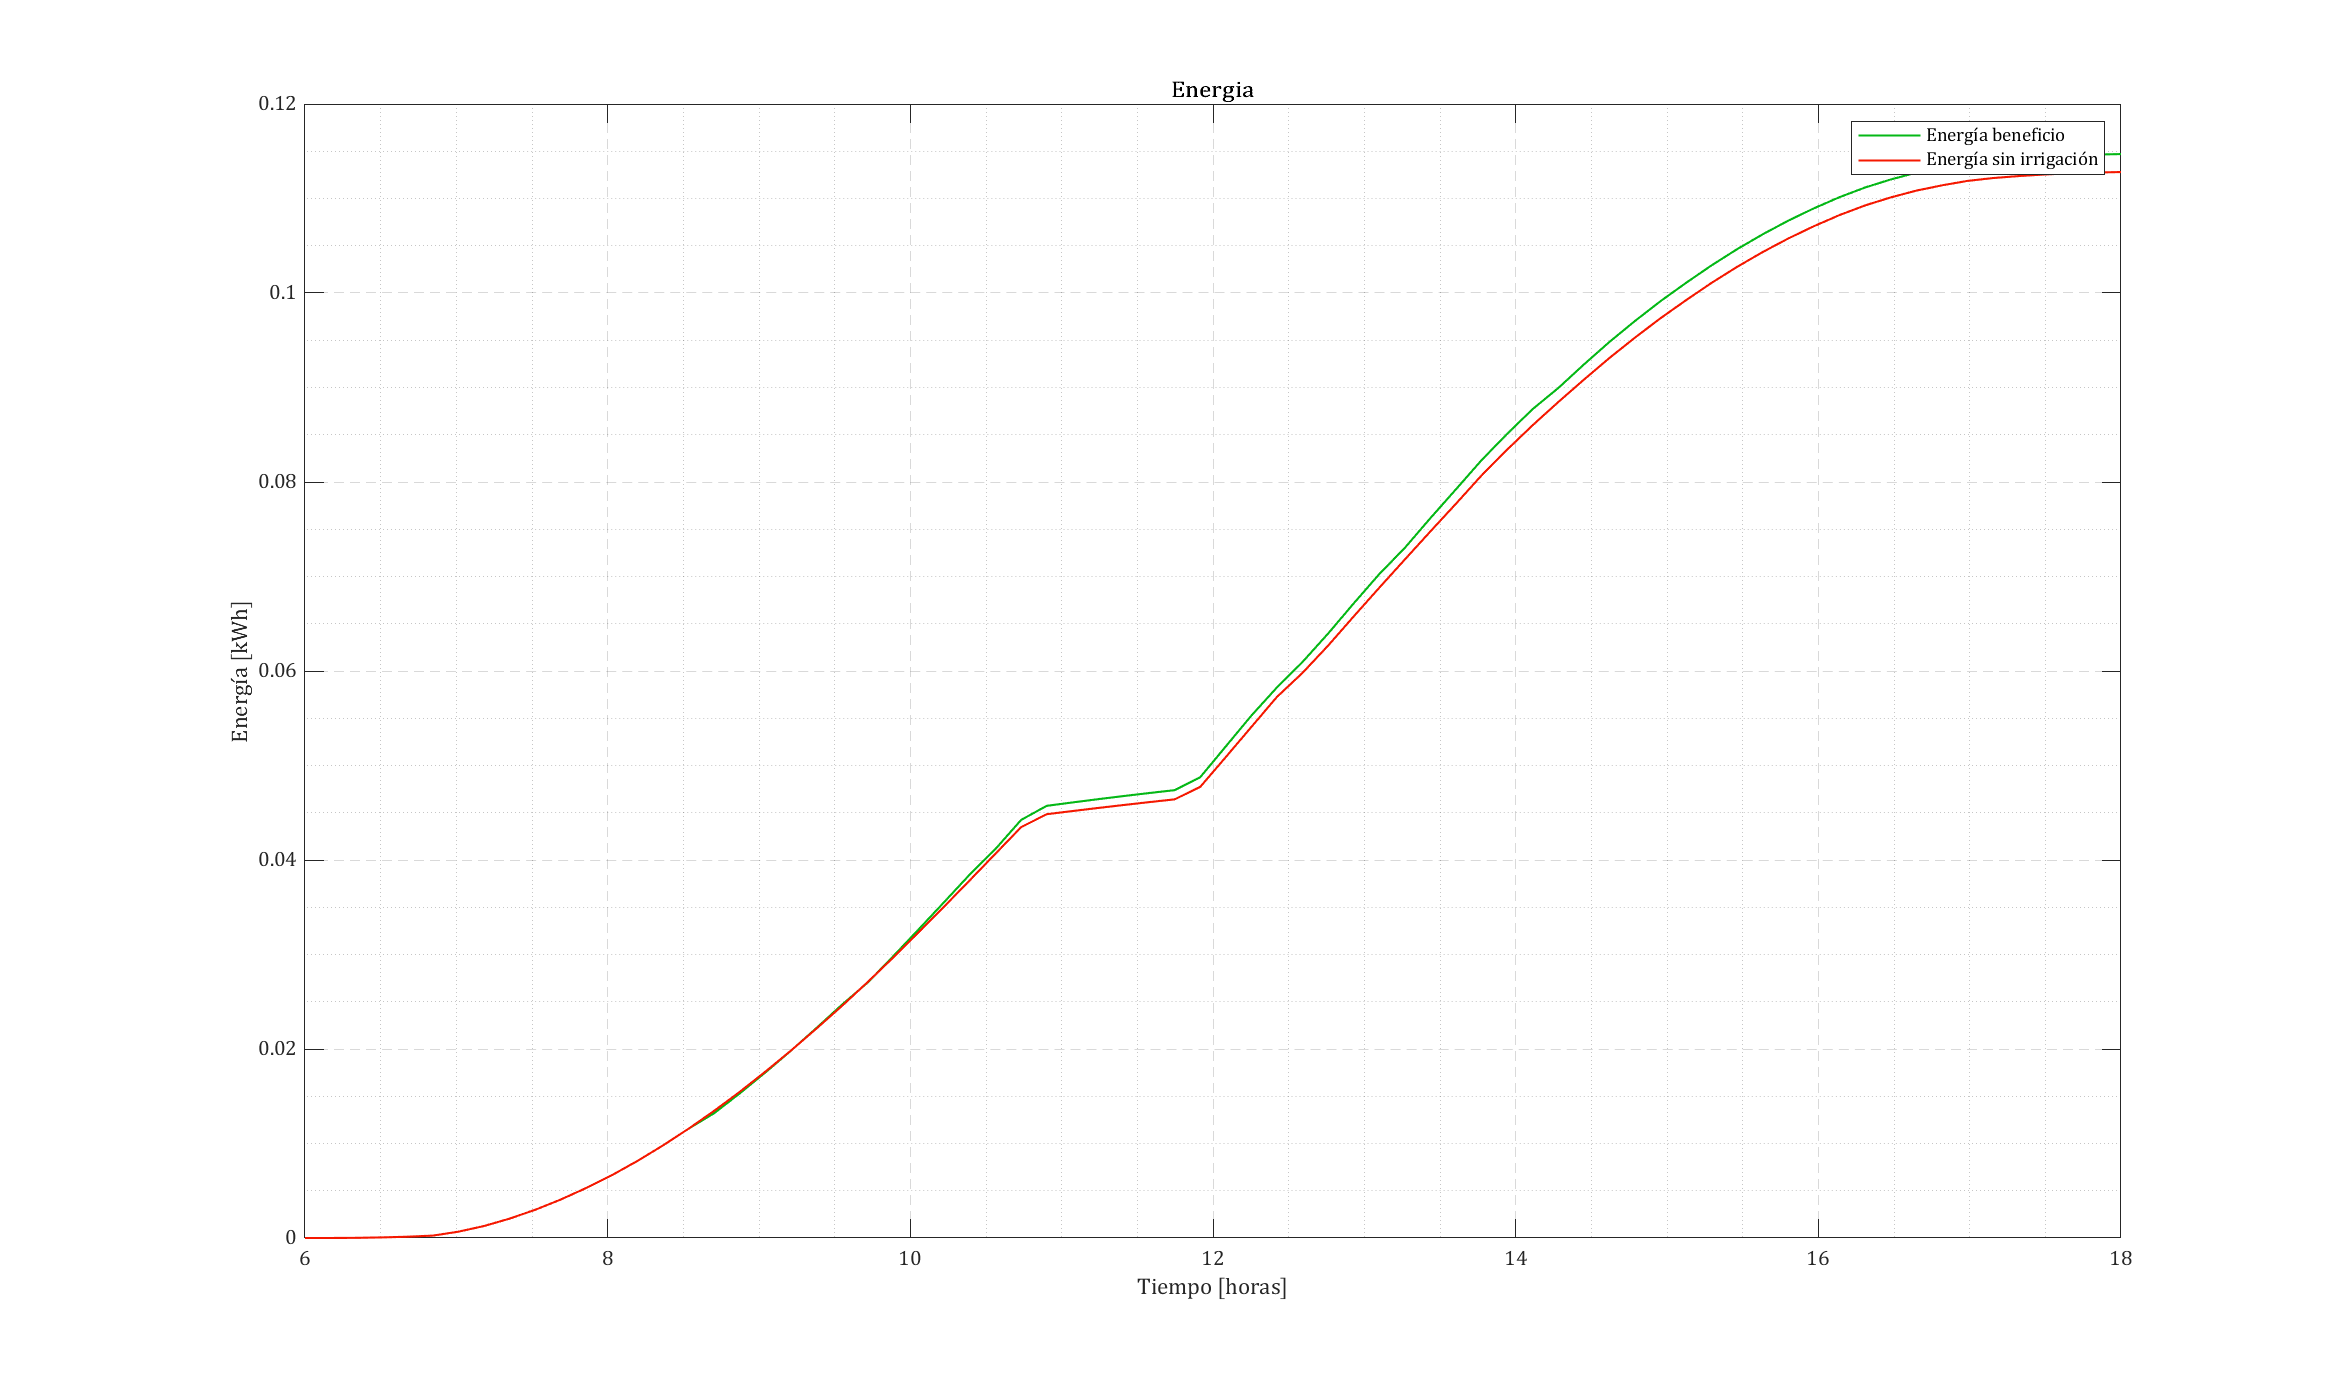 Energia
0.12
0.1
0.08
0.06
0.04
0.02
0
Energía [kWh]
Energía beneficio
Energía sin irrigación
6 8 10 12 14 16 18
Tiempo [horas]